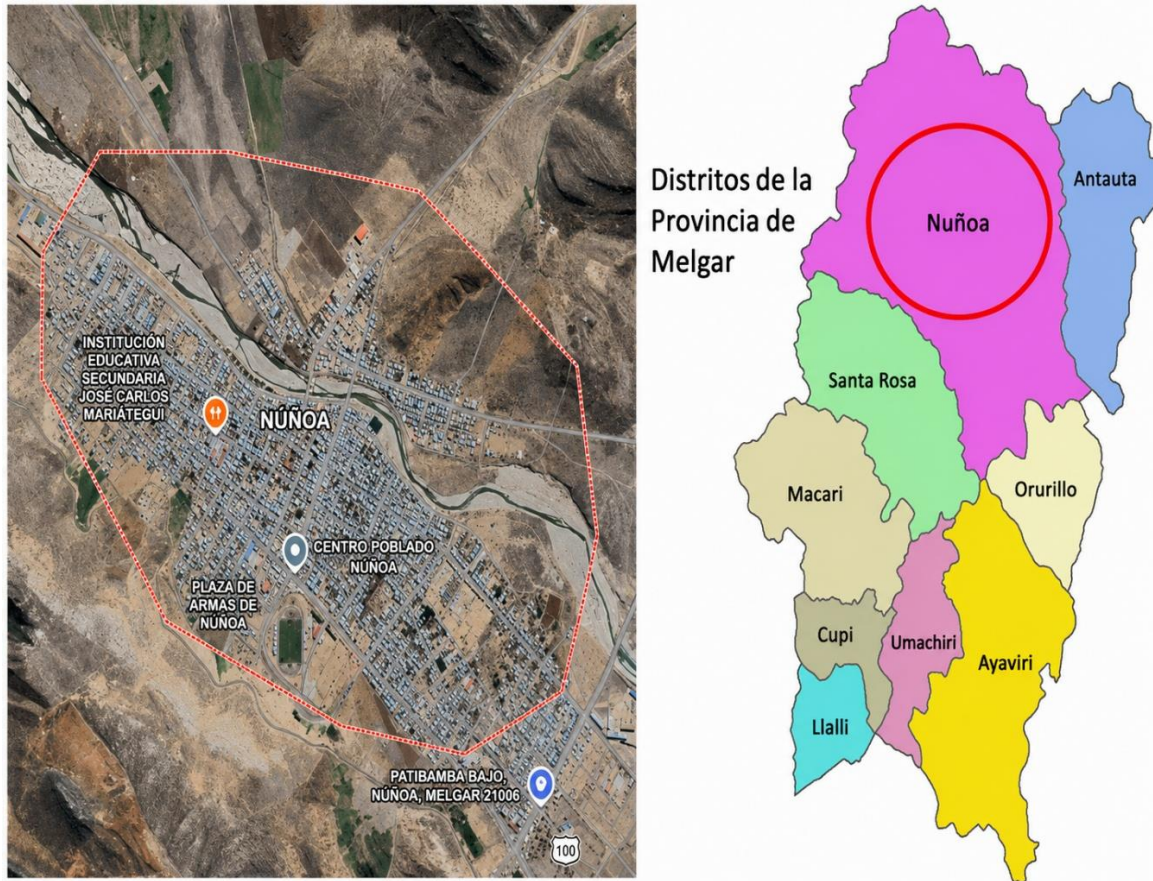 INSTITUCIÓN
EDUCATIVA
SECUNDARIA
JOSÉ CARLOS
MARIÁTEGUI
NÚÑOA
CENTRO POBLADO
NÚÑOA
PLAZA DE
ARMAS DE
NÚÑOA
PATIBAMBA BAJO,
NÚÑOA, MELGAR 21006
100
Distritos de la
Provincia de
Melgar
Nuñoa
Antauta
Santa Rosa
Macari
Orurillo
Cupi
Umachiri
Ayaviri
Llalli